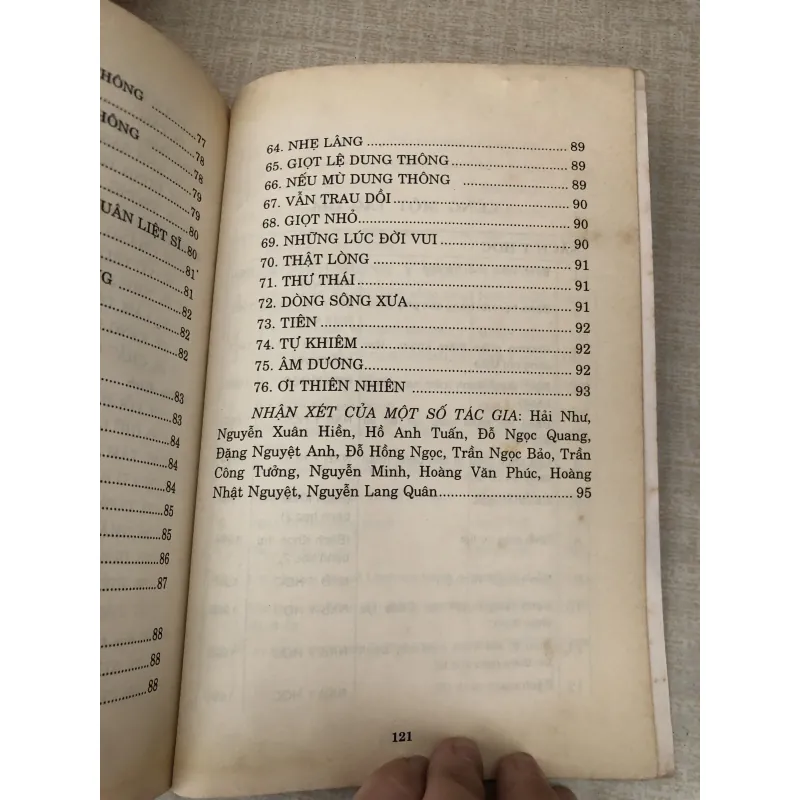 HÔNG
77
HÔNG
78
78
79
79
80
UÂN LIỆT SĨ..80
81
81
NG
82
82
82
83
83
84
84
84
85
85
86
87
88
88
88
64. NHẸ LÂNG ........ 89
65. GIỌT LỆ DUNG THÔNG ........ 89
66. NẾU MÙ DUNG THÔNG ........ 89
67. VẪN TRAU DỒI ........ 90
68. GIỌT NHỎ ........ 90
69. NHỮNG LÚC ĐỜI VUI ........ 90
70. THẬT LÒNG ........ 91
71. THƯ THÁI ........ 91
72. DÒNG SÔNG XƯA ........ 91
73. TIÊN ........ 92
74. TỰ KHIÊM ........ 92
75. ÂM DƯƠNG ........ 92
76. ƠI THIÊN NHIÊN ........ 93
NHẬN XÉT CỦA MỘT SỐ TÁC GIA: Hải Như,
Nguyễn Xuân Hiền, Hồ Anh Tuấn, Đỗ Ngọc Quang,
Đặng Nguyệt Anh, Đỗ Hồng Ngọc, Trần Ngọc Bảo, Trần
Công Tưởng, Nguyễn Minh, Hoàng Văn Phúc, Hoàng
Nhật Nguyệt, Nguyễn Lang Quân ........ 95
121